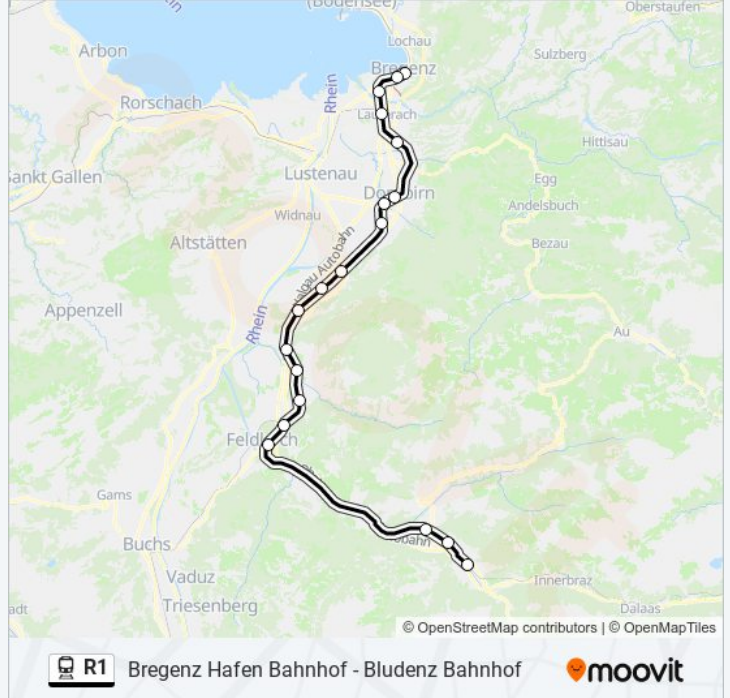 (Bodensee)
Oberstaufen
Arbon
Lochau
Sulzberg
Bregenz
Rhein
Rorschach
Hittisau
Lustenau
Sankt Gallen
Egg
Dornbirn
Andelsbuch
Widnau
Altstätten
Bezau
Autobahn
Appenzell
Rhein
Au
Feldkirch
Gams
Buchs
Vaduz
Innerbraz
Triesenberg
Dalaas
© OpenStreetMap contributors | © OpenMapTiles
R1 Bregenz Hafen Bahnhof - Bludenz Bahnhof moovit